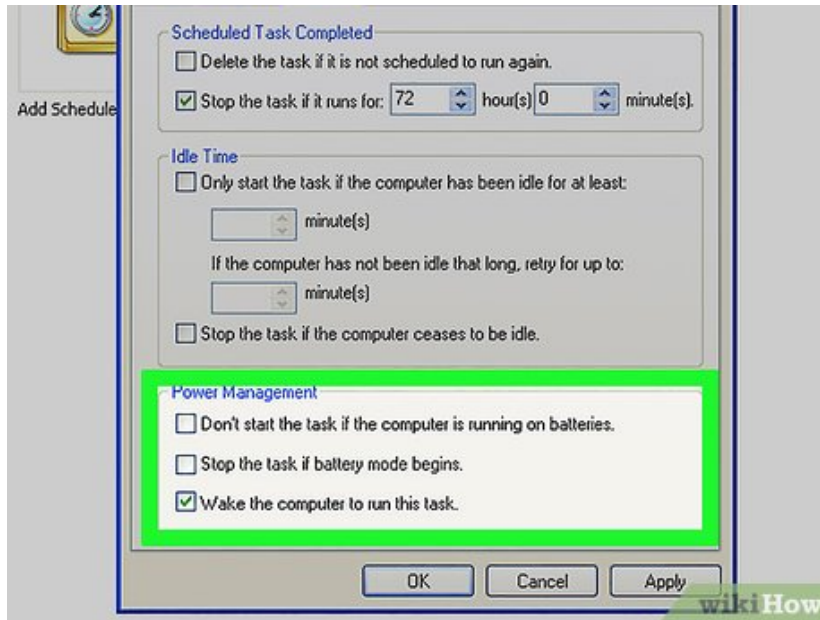 Scheduled Task Completed
Delete the task if it is not scheduled to run again.
Stop the task if it runs for: 72 hour(s) 0 minute(s).
Add Schedule
Idle Time
Only start the task if the computer has been idle for at least:
minute(s)
If the computer has not been idle that long, retry for up to:
minute(s)
Stop the task if the computer ceases to be idle.
Power Management
Don't start the task if the computer is running on batteries.
Stop the task if battery mode begins.
Wake the computer to run this task.
OK Cancel Apply
wikiHow